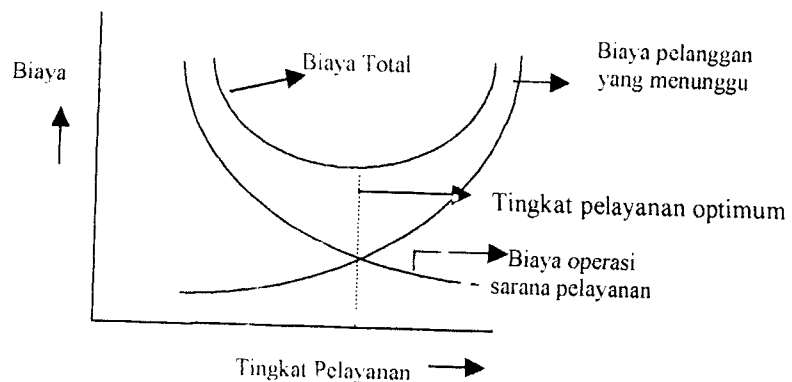 Biaya
Biaya Total
Biaya pelanggan
yang menunggu
Tingkat pelayanan optimum
Biaya operasi
sarana pelayanan
Tingkat Pelayanan